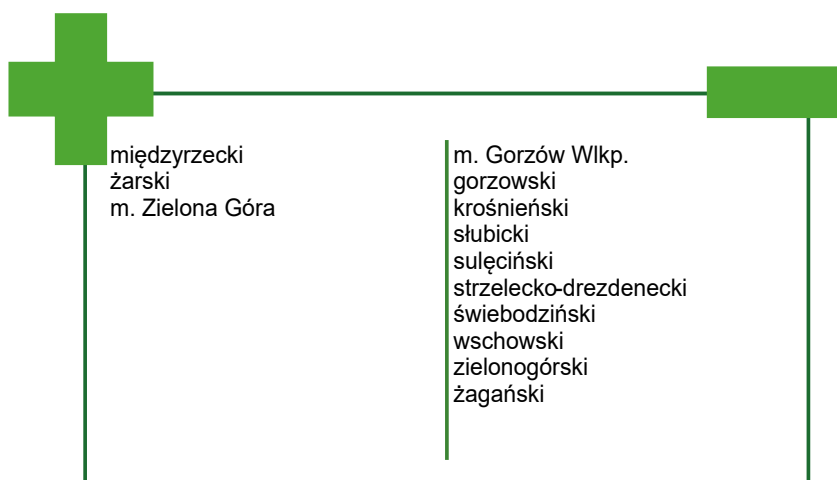 międzyrzecki
żarski
m. Zielona Góra
m. Gorzów Wlkp.
gorzowski
krośnieński
słubicki
sulęciński
strzelecko-drezdenecki
świebodziński
wschowski
zielonogórski
żagański